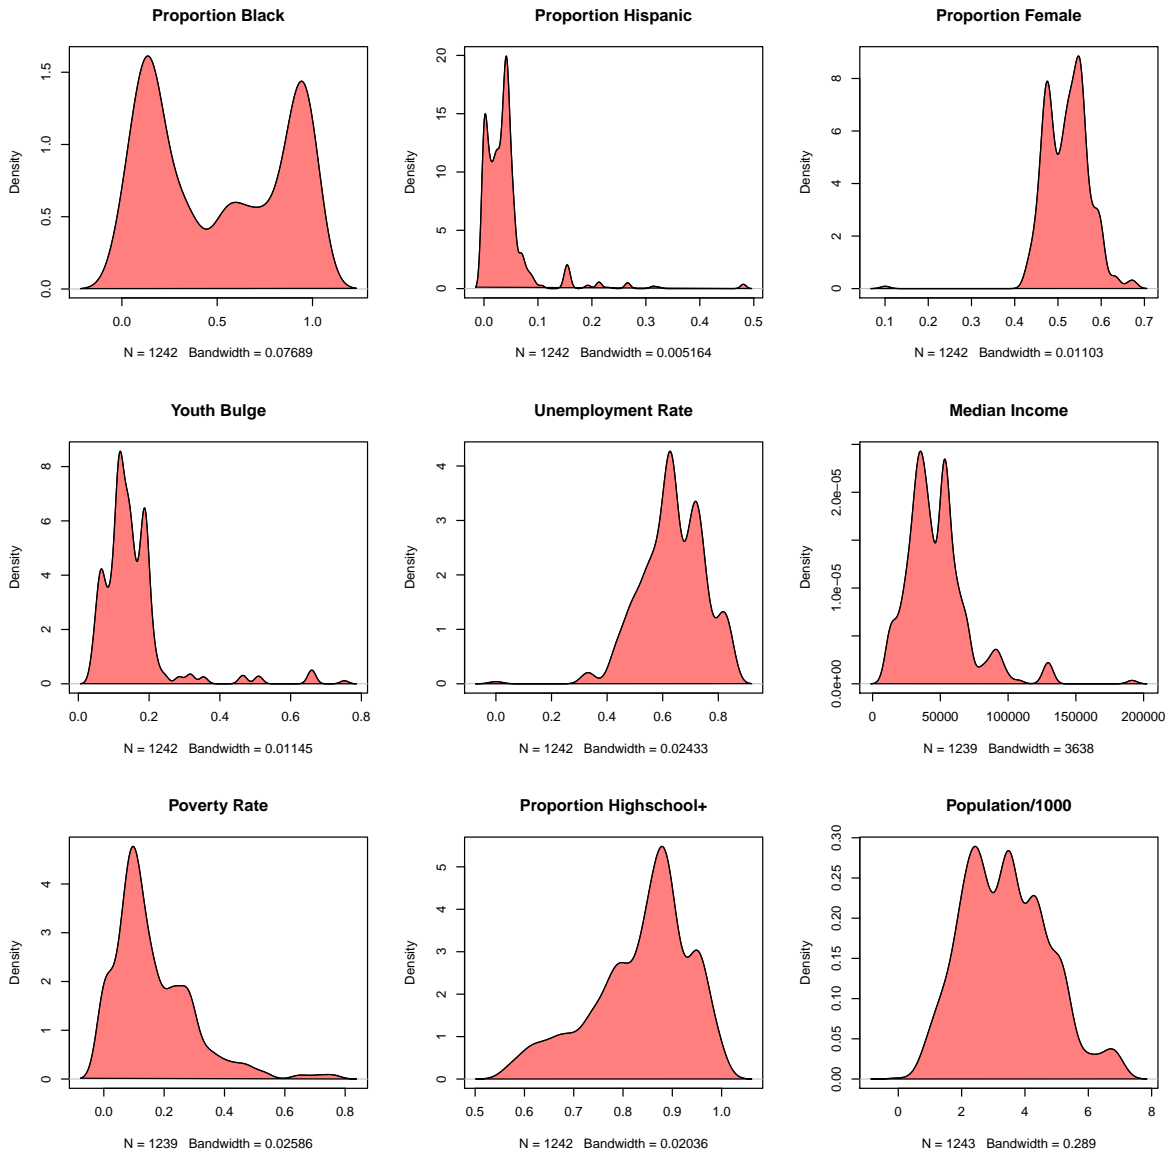 Proportion Black
Proportion Hispanic
Proportion Female
Density
0.0 0.5 1.0 1.5
0.0 0.5 1.0
N = 1242 Bandwidth = 0.07689
Density
0 5 10 15 20
0.0 0.1 0.2 0.3 0.4 0.5
N = 1242 Bandwidth = 0.005164
Density
0 2 4 6 8
0.1 0.2 0.3 0.4 0.5 0.6 0.7
N = 1242 Bandwidth = 0.01103
Youth Bulge
Unemployment Rate
Median Income
Density
0 2 4 6 8
0.0 0.2 0.4 0.6 0.8
N = 1242 Bandwidth = 0.01145
Density
0 1 2 3 4
0.0 0.2 0.4 0.6 0.8
N = 1242 Bandwidth = 0.02433
Density
0.0e+00 1.0e−05 2.0e−05
0 50000 100000 150000 200000
N = 1239 Bandwidth = 3638
Poverty Rate
Proportion Highschool+
Population/1000
Density
0 1 2 3 4
0.0 0.2 0.4 0.6 0.8
N = 1239 Bandwidth = 0.02586
Density
0 1 2 3 4 5
0.5 0.6 0.7 0.8 0.9 1.0
N = 1242 Bandwidth = 0.02036
Density
0.00 0.05 0.10 0.15 0.20 0.25 0.30
0 2 4 6 8
N = 1243 Bandwidth = 0.289